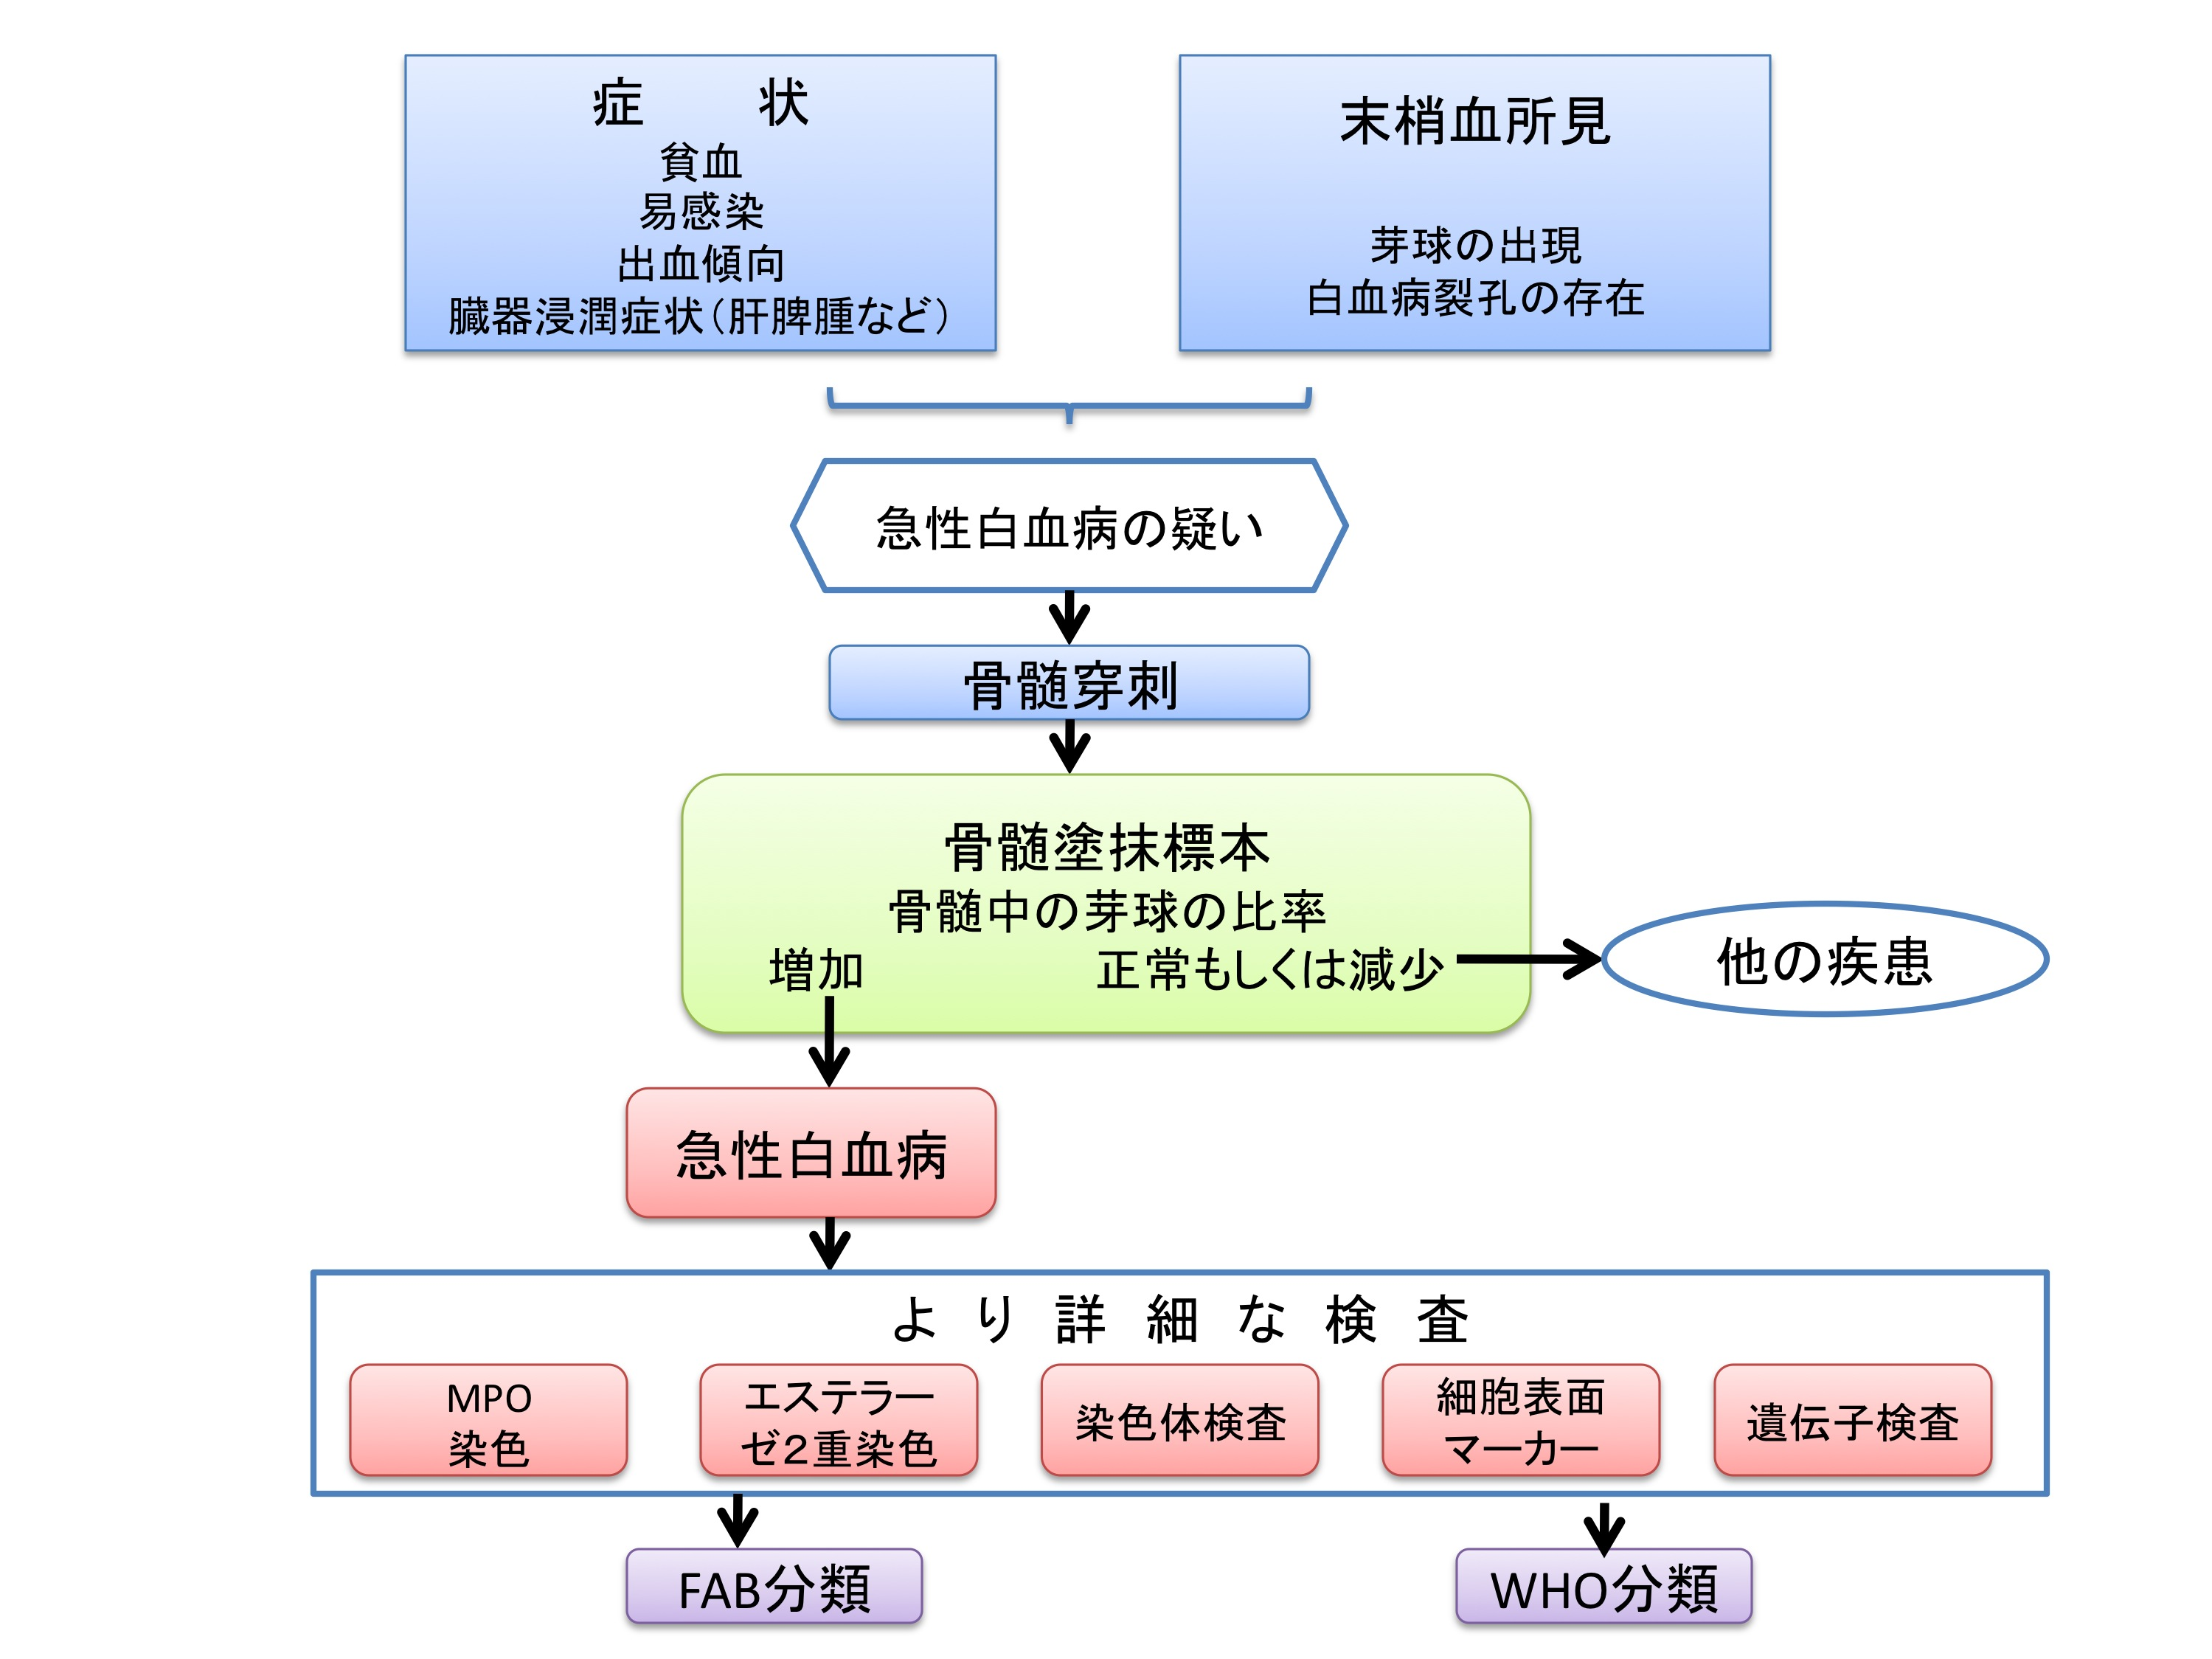 症　　状
貧血
易感染
出血傾向
臓器浸潤症状（肝脾腫など）
末梢血所見
芽球の出現
白血病裂孔の存在
急性白血病の疑い
骨髄穿刺
骨髄塗抹標本
骨髄中の芽球の比率
増加　　　　正常もしくは減少
他の疾患
急性白血病
より詳細な検査
MPO
染色
エステラー
ゼ２重染色
染色体検査
細胞表面
マーカー
遺伝子検査
FAB分類
WHO分類